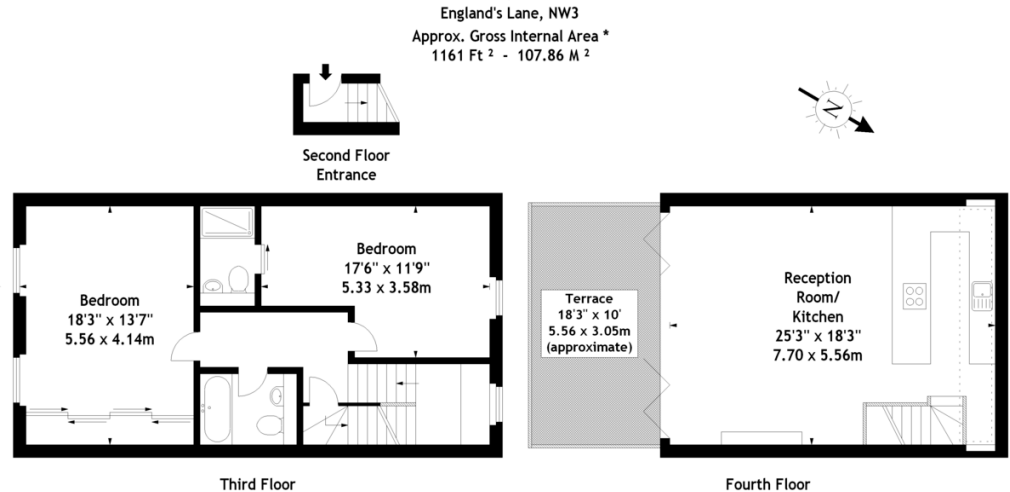 England's Lane, NW3
Approx. Gross Internal Area *
1161 Ft ² - 107.86 M ²
Second Floor
Entrance
N
Bedroom
18'3" x 13'7"
5.56 x 4.14m
Bedroom
17'6" x 11'9"
5.33 x 3.58m
Third Floor
Terrace
18'3" x 10'
5.56 x 3.05m
(approximate)
Reception
Room/
Kitchen
25'3" x 18'3"
7.70 x 5.56m
Fourth Floor